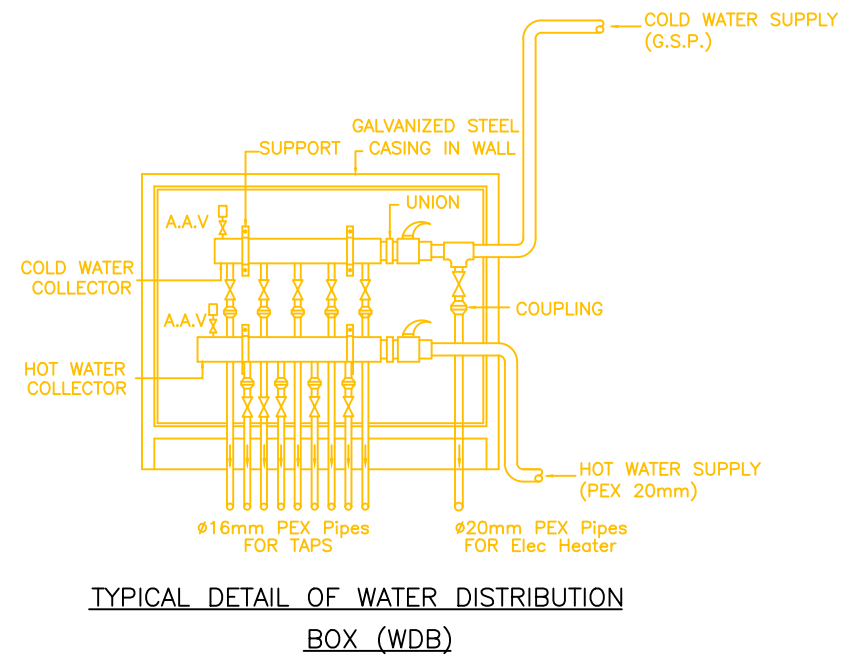 COLD WATER SUPPLY
(G.S.P.)
GALVANIZED STEEL
CASING IN WALL
SUPPORT
UNION
A.A.V
COLD WATER
COLLECTOR
COUPLING
A.A.V
HOT WATER
COLLECTOR
HOT WATER SUPPLY
(PEX 20mm)
ø16mm PEX Pipes
FOR TAPS
ø20mm PEX Pipes
FOR Elec Heater
TYPICAL DETAIL OF WATER DISTRIBUTION
BOX (WDB)